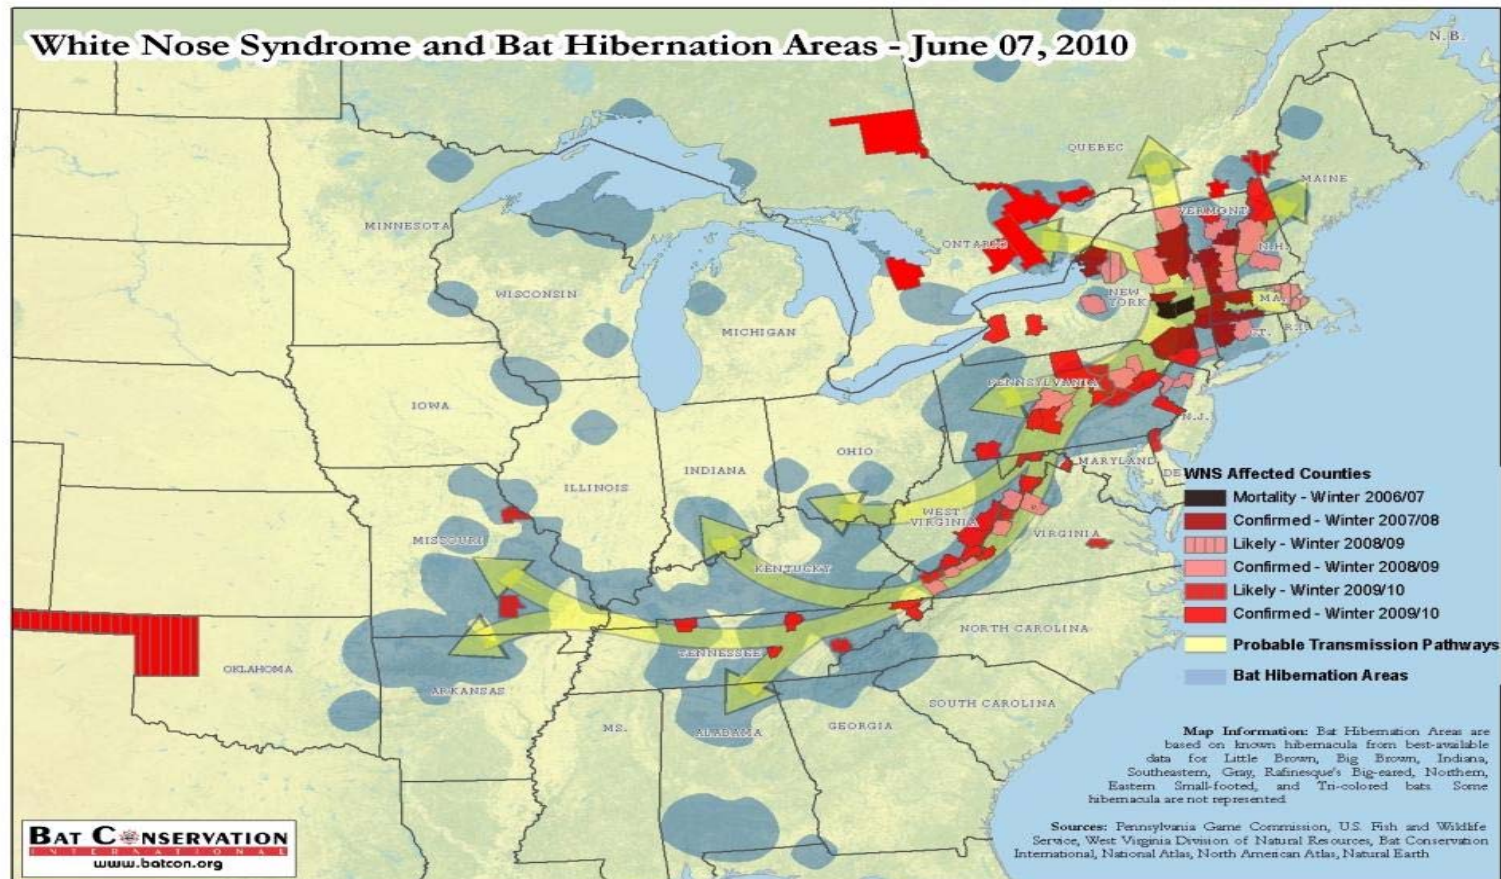 White Nose Syndrome and Bat Hibernation Areas - June 07, 2010
N.B.
QUEBEC
MAINE
MINNESOTA
VERMONT
ONTARIO
N.H.
WISCONSIN
NEW
YORK
MA.
MICHIGAN
CT.
R.I.
PENNSYLVANIA
IOWA
N.J.
OHIO
MARYLAND
DE
INDIANA
ILLINOIS
WEST
VIRGINIA
VIRGINIA
MISSOURI
KENTUCKY
NORTH CAROLINA
TENNESSEE
OKLAHOMA
ARKANSAS
SOUTH CAROLINA
MS.
ALABAMA
GEORGIA
WNS Affected Counties
Mortality - Winter 2006/07
Confirmed - Winter 2007/08
Likely - Winter 2008/09
Confirmed - Winter 2008/09
Likely - Winter 2009/10
Confirmed - Winter 2009/10
Probable Transmission Pathways
Bat Hibernation Areas
Map Information: Bat Hibernation Areas are
based on known hibernacula from best-available
data for Little Brown, Big Brown, Indiana,
Southeastern, Gray, Rafinesque's Big-eared, Northern,
Eastern Small-footed, and Tri-colored bats. Some
hibernacula are not represented
Sources: Pennsylvania Game Commission, U.S. Fish and Wildlife
Service, West Virginia Division of Natural Resources, Bat Conservation
International, National Atlas, North American Atlas, Natural Earth
BAT CONSERVATION
INTERNATIONAL
www.batcon.org